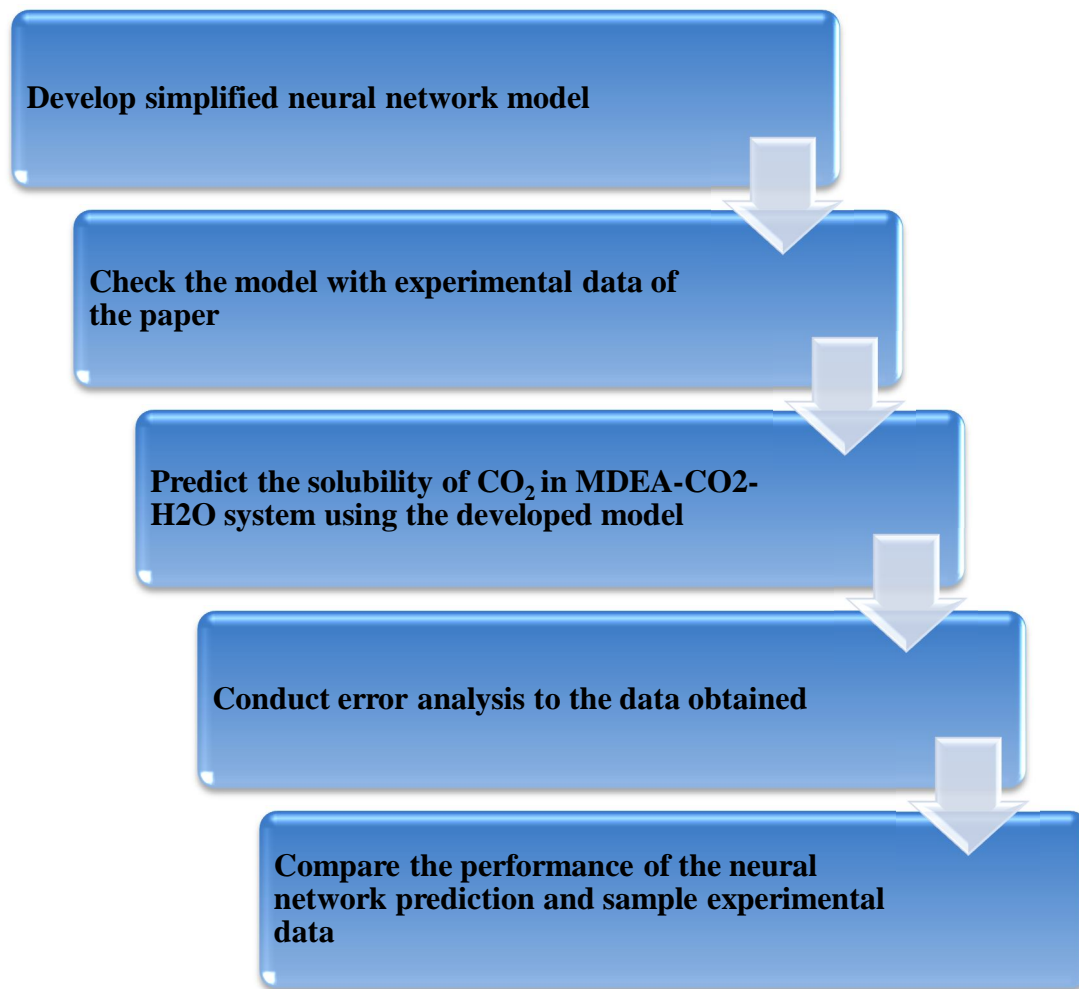 Develop simplified neural network model
Check the model with experimental data of
the paper
Predict the solubility of CO₂ in MDEA-CO2-
H2O system using the developed model
Conduct error analysis to the data obtained
Compare the performance of the neural
network prediction and sample experimental
data